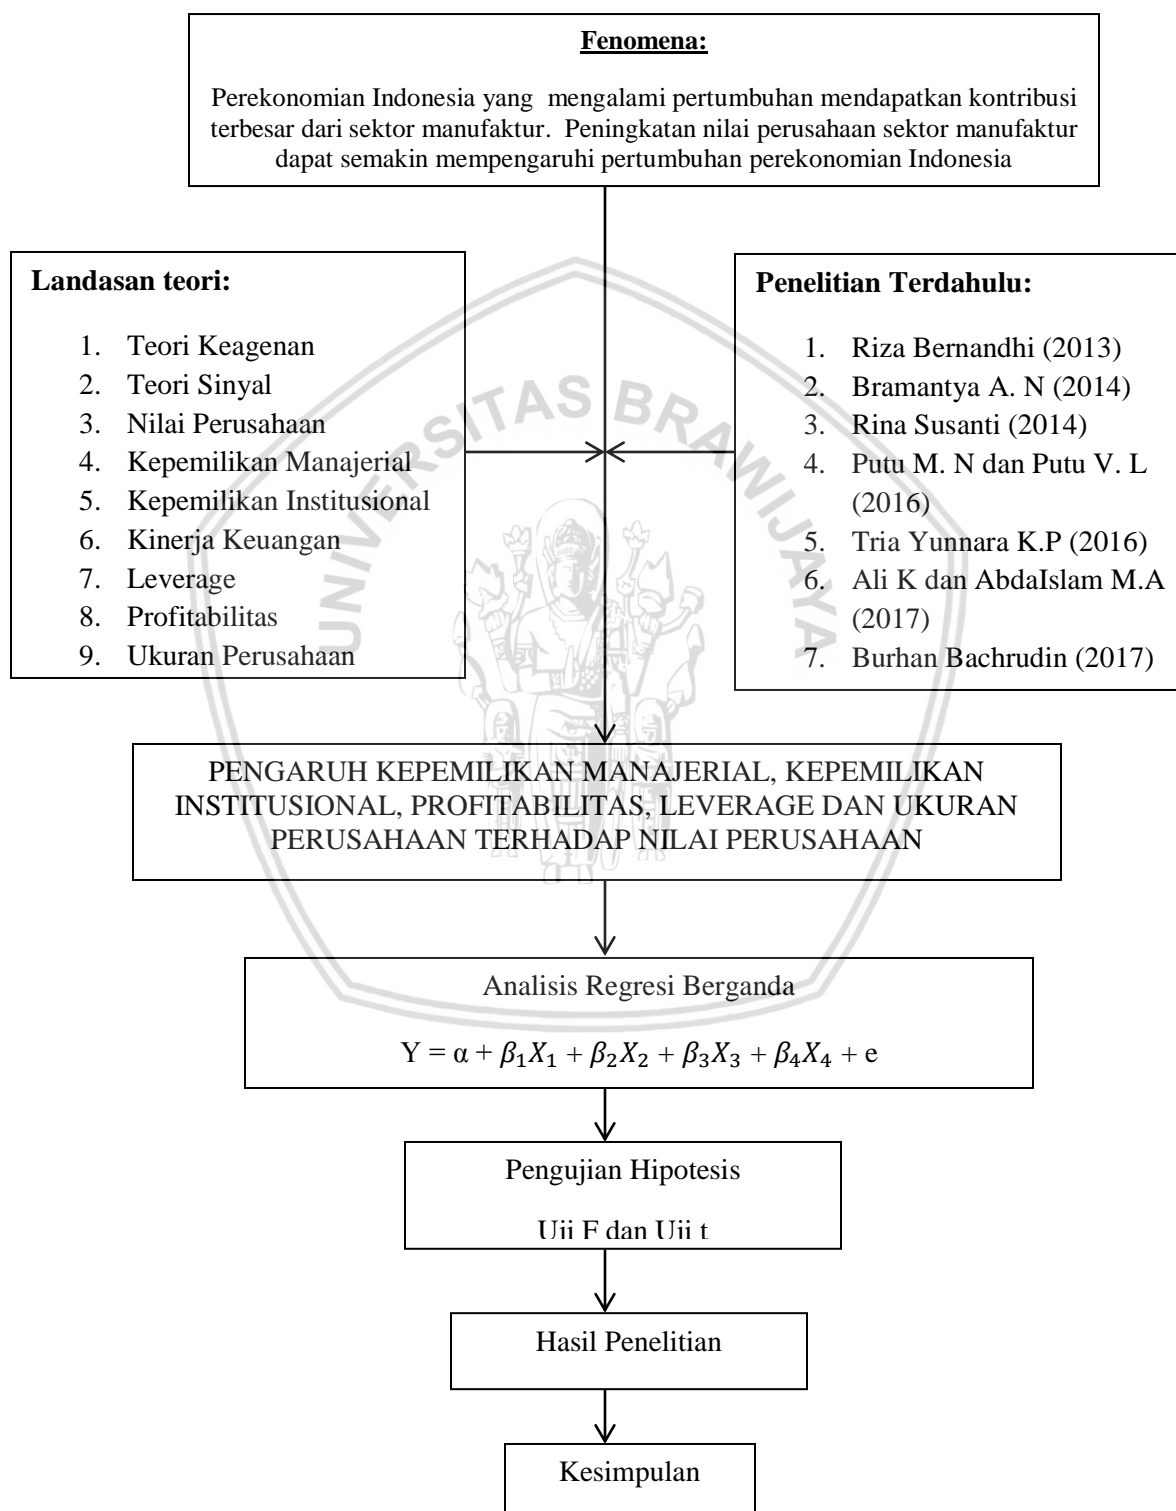 Fenomena:
Perekonomian Indonesia yang mengalami pertumbuhan mendapatkan kontribusi
terbesar dari sektor manufaktur. Peningkatan nilai perusahaan sektor manufaktur
dapat semakin mempengaruhi pertumbuhan perekonomian Indonesia
Landasan teori:
1. Teori Keagenan
2. Teori Sinyal
3. Nilai Perusahaan
4. Kepemilikan Manajerial
5. Kepemilikan Institusional
6. Kinerja Keuangan
7. Leverage
8. Profitabilitas
9. Ukuran Perusahaan
Penelitian Terdahulu:
1. Riza Bernandhi (2013)
2. Bramantya A. N (2014)
3. Rina Susanti (2014)
4. Putu M. N dan Putu V. L
(2016)
5. Tria Yunnara K.P (2016)
6. Ali K dan AbdaIslam M.A
(2017)
7. Burhan Bachrudin (2017)
UNIVERSITAS BRAWIJAYA
PENGARUH KEPEMILIKAN MANAJERIAL, KEPEMILIKAN
INSTITUSIONAL, PROFITABILITAS, LEVERAGE DAN UKURAN
PERUSAHAAN TERHADAP NILAI PERUSAHAAN
Analisis Regresi Berganda
Y = α + β₁X₁ + β₂X₂ + β₃X₃ + β₄X₄ + e
Pengujian Hipotesis
Uji F dan Uji t
Hasil Penelitian
Kesimpulan